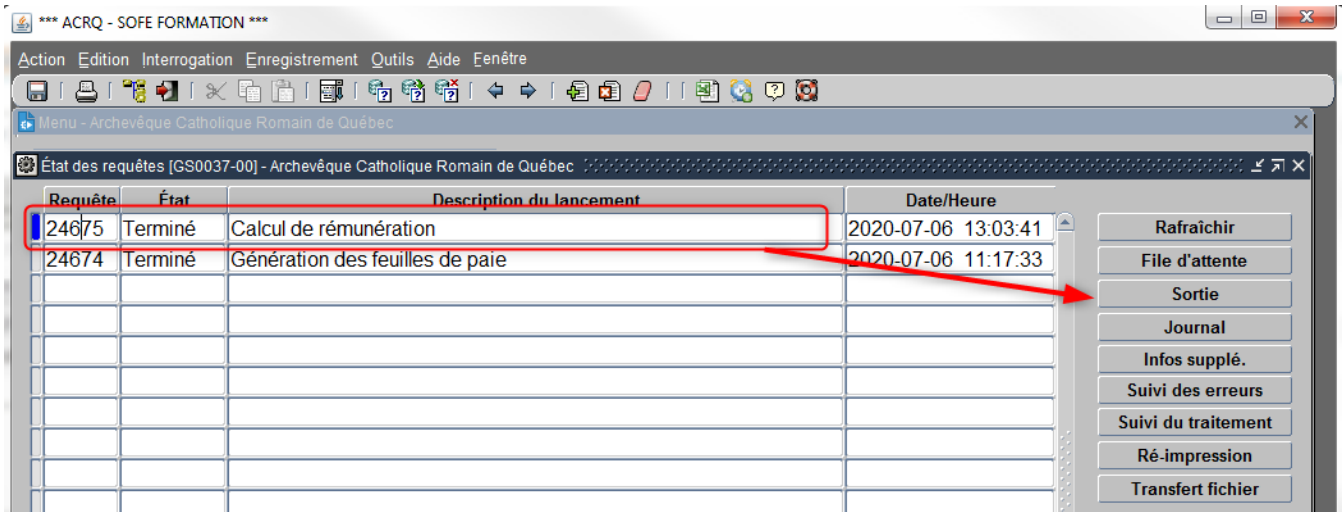 *** ACRQ - SOFE FORMATION ***
Action Edition Interrogation Enregistrement Outils Aide Fenêtre
Menu - Archevêque Catholique Romain de Québec
État des requêtes [GS0037-00] - Archevêque Catholique Romain de Québec
Requête État Description du lancement Date/Heure
24675 Terminé Calcul de rémunération 2020-07-06 13:03:41 Rafraîchir
24674 Terminé Génération des feuilles de paie 2020-07-06 11:17:33 File d'attente
Sortie
Journal
Infos supplé.
Suivi des erreurs
Suivi du traitement
Ré-impression
Transfert fichier